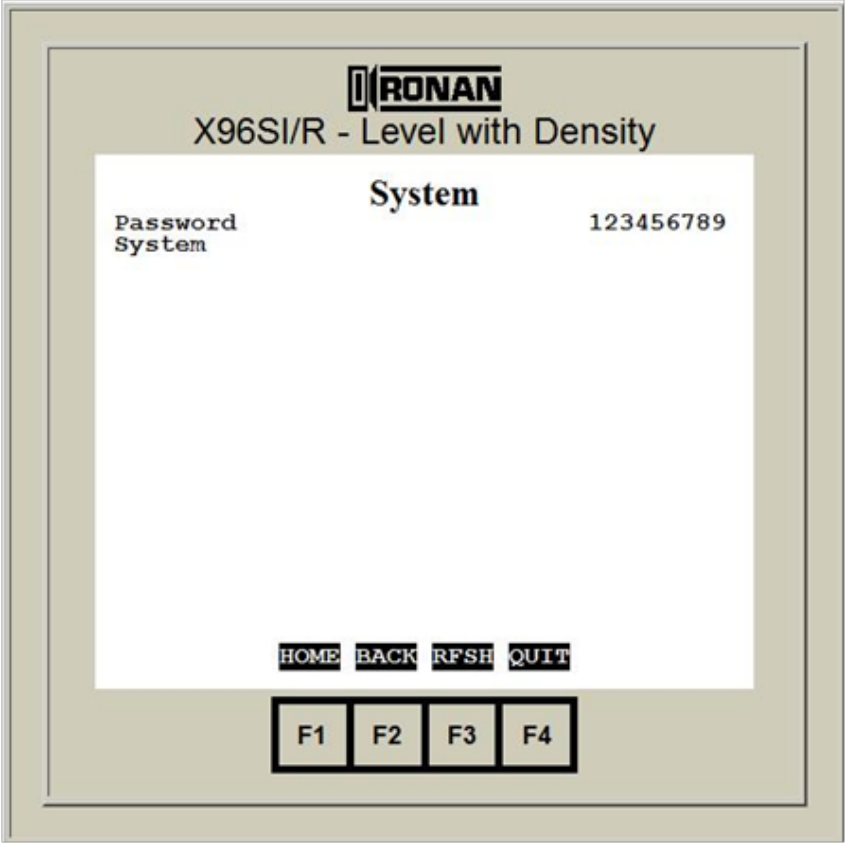 RONAN
X96SI/R - Level with Density
System
Password 123456789
System
HOME BACK RFSH QUIT
F1 F2 F3 F4